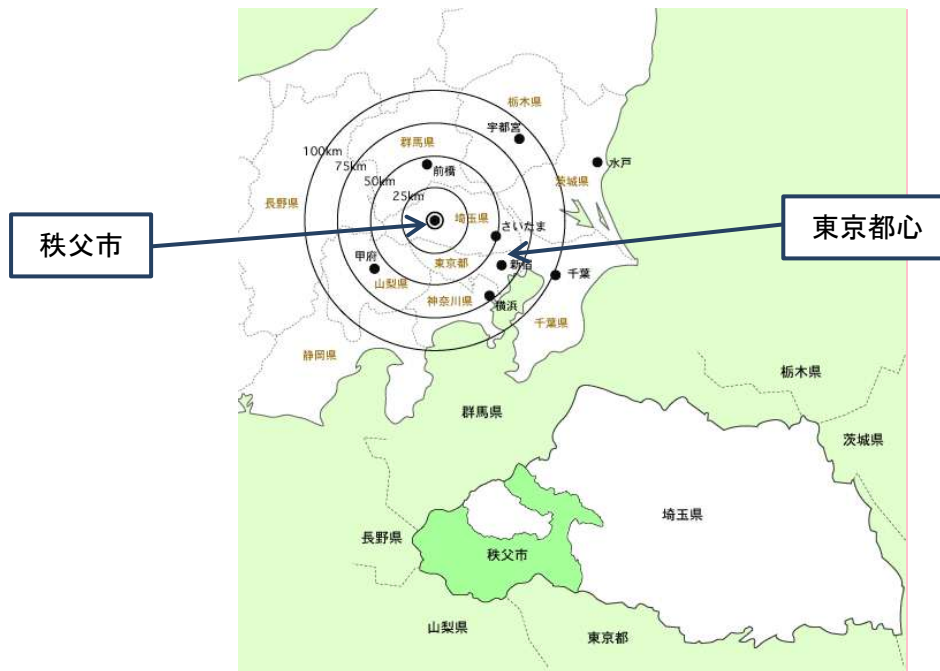 栃木県
宇都宮
群馬県
水戸
100km
前橋
75km
茨城県
50km
25km
長野県
埼玉県
さいたま
秩父市
東京都心
甲府
東京都
新宿
千葉
山梨県
神奈川県
横浜
千葉県
静岡県
栃木県
群馬県
茨城県
埼玉県
長野県
秩父市
山梨県
東京都